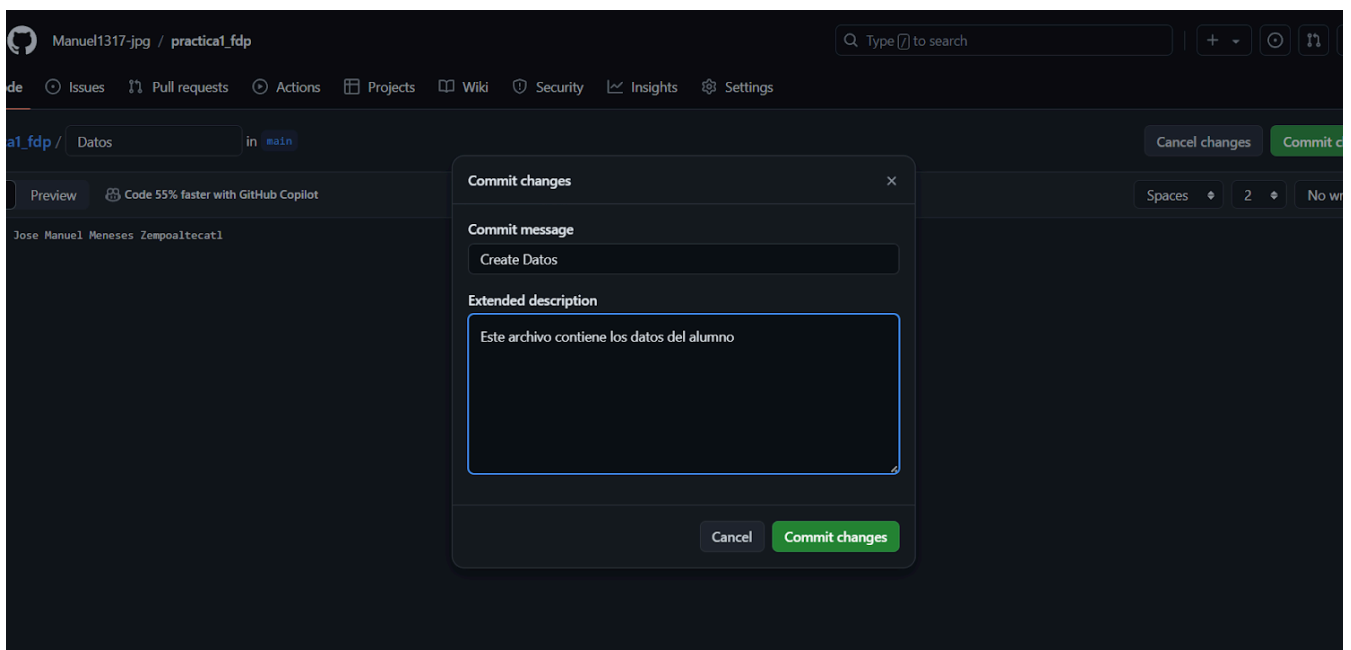 Manuel1317-jpg / practica1_fdp
Type / to search
de Issues Pull requests Actions Projects Wiki Security Insights Settings
a1_fdp / Datos in main
Cancel changes Commit c
Preview Code 55% faster with GitHub Copilot
Spaces 2 No wr
Jose Manuel Meneses Zempoaltecatl
Commit changes
Commit message
Create Datos
Extended description
Este archivo contiene los datos del alumno
Cancel Commit changes